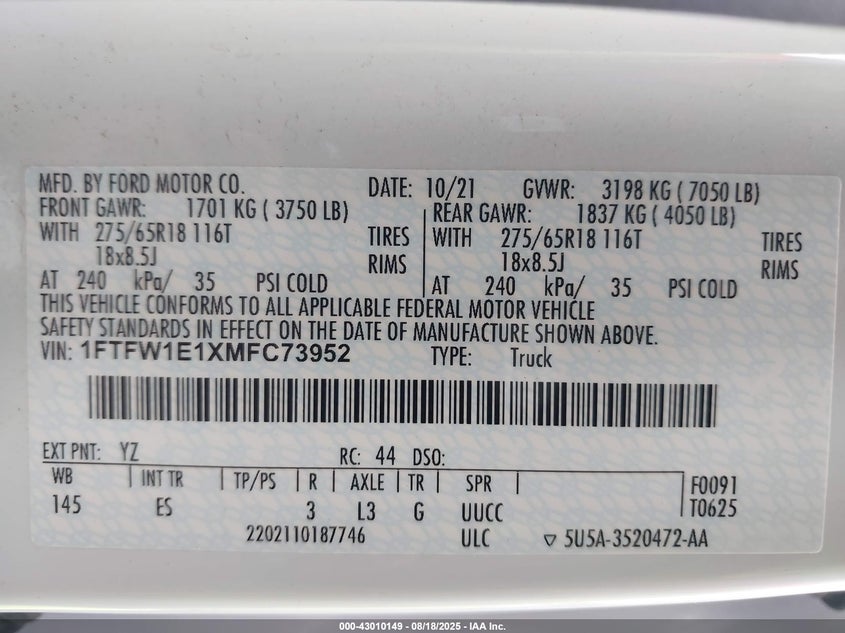 MFD. BY FORD MOTOR CO. DATE: 10/21 GVWR: 3198 KG ( 7050 LB)
FRONT GAWR: 1701 KG ( 3750 LB) REAR GAWR: 1837 KG ( 4050 LB)
WITH 275/65R18 116T TIRES WITH 275/65R18 116T TIRES
18x8.5J RIMS 18x8.5J RIMS
AT 240 kPa/ 35 PSI COLD AT 240 kPa/ 35 PSI COLD
THIS VEHICLE CONFORMS TO ALL APPLICABLE FEDERAL MOTOR VEHICLE
SAFETY STANDARDS IN EFFECT ON THE DATE OF MANUFACTURE SHOWN ABOVE.
VIN: 1FTFW1E1XMFC73952 TYPE: Truck
EXT PNT: YZ RC: 44 DSO:
WB INT TR TP/PS R AXLE TR SPR F0091
145 ES 3 L3 G UUCC T0625
2202110187746 ULC ▽ 5U5A-3520472-AA
000-43010149 - 08/18/2025 - IAA Inc.